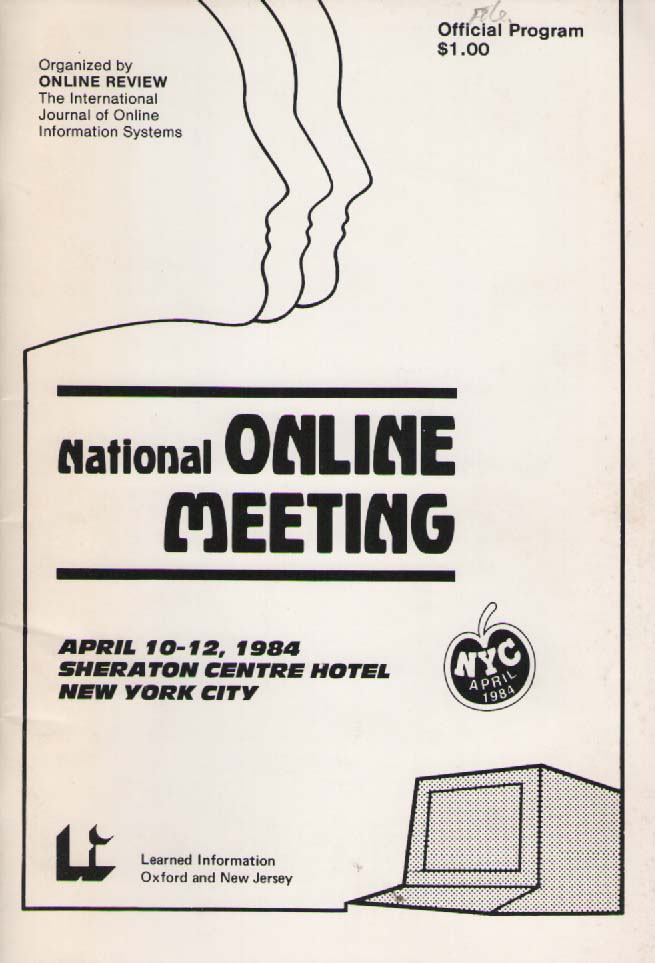 Official Program
$1.00
Organized by
ONLINE REVIEW
The International
Journal of Online
Information Systems
National ONLINE
MEETING
APRIL 10-12, 1984
SHERATON CENTRE HOTEL
NEW YORK CITY
NYC
APRIL
1984
Li
Learned Information
Oxford and New Jersey